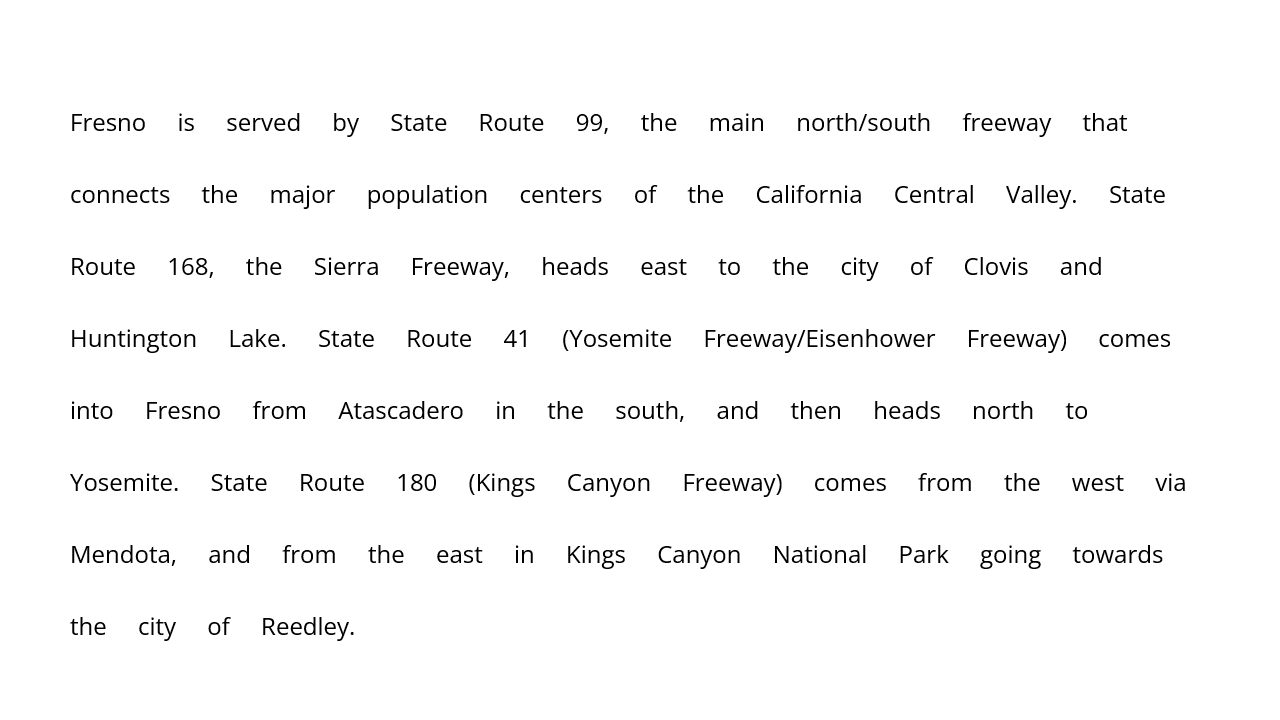 Fresno is served by State Route 99, the main north/south freeway that
connects the major population centers of the California Central Valley. State
Route 168, the Sierra Freeway, heads east to the city of Clovis and
Huntington Lake. State Route 41 (Yosemite Freeway/Eisenhower Freeway) comes
into Fresno from Atascadero in the south, and then heads north to
Yosemite. State Route 180 (Kings Canyon Freeway) comes from the west via
Mendota, and from the east in Kings Canyon National Park going towards
the city of Reedley.